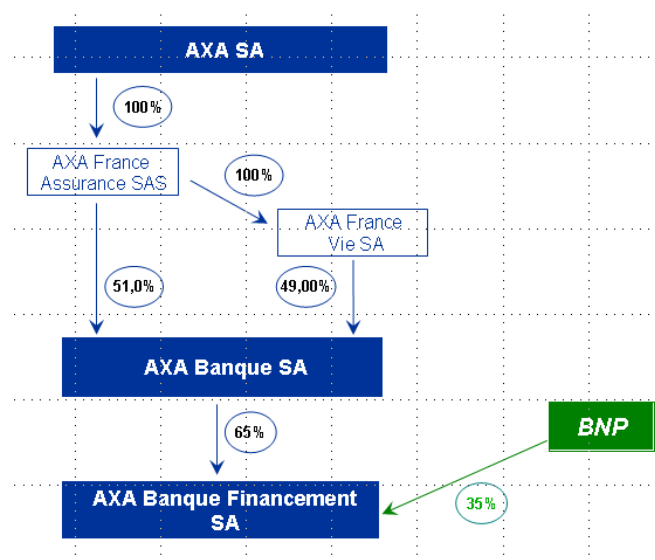 AXA SA
100%
AXA France
Assurance SAS
100%
AXA France
Vie SA
51,0%
49,00%
AXA Banque SA
BNP
65%
AXA Banque Financement
SA
35%